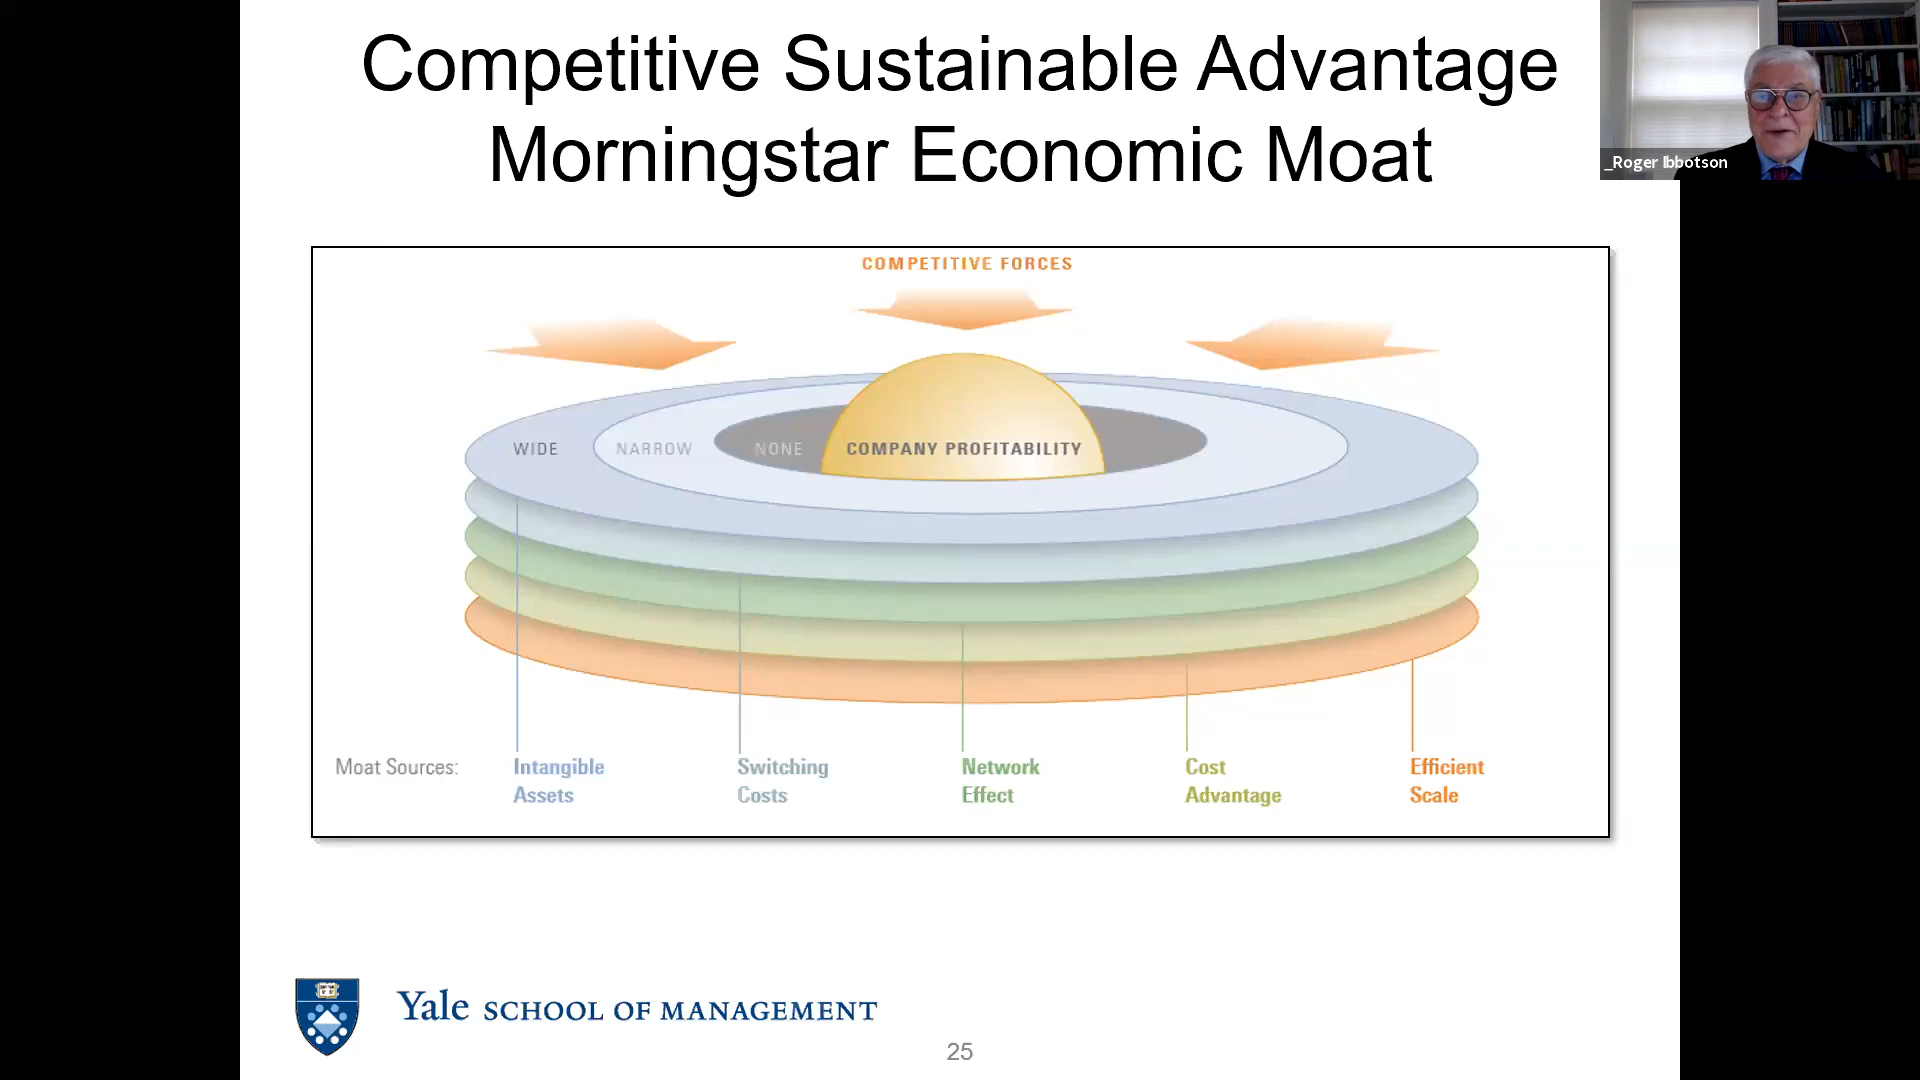 Competitive Sustainable Advantage
Morningstar Economic Moat
_Roger Ibbotson
COMPETITIVE FORCES
WIDE
NARROW
NONE
COMPANY PROFITABILITY
Moat Sources:
Intangible
Assets
Switching
Costs
Network
Effect
Cost
Advantage
Efficient
Scale
Yale SCHOOL OF MANAGEMENT
25